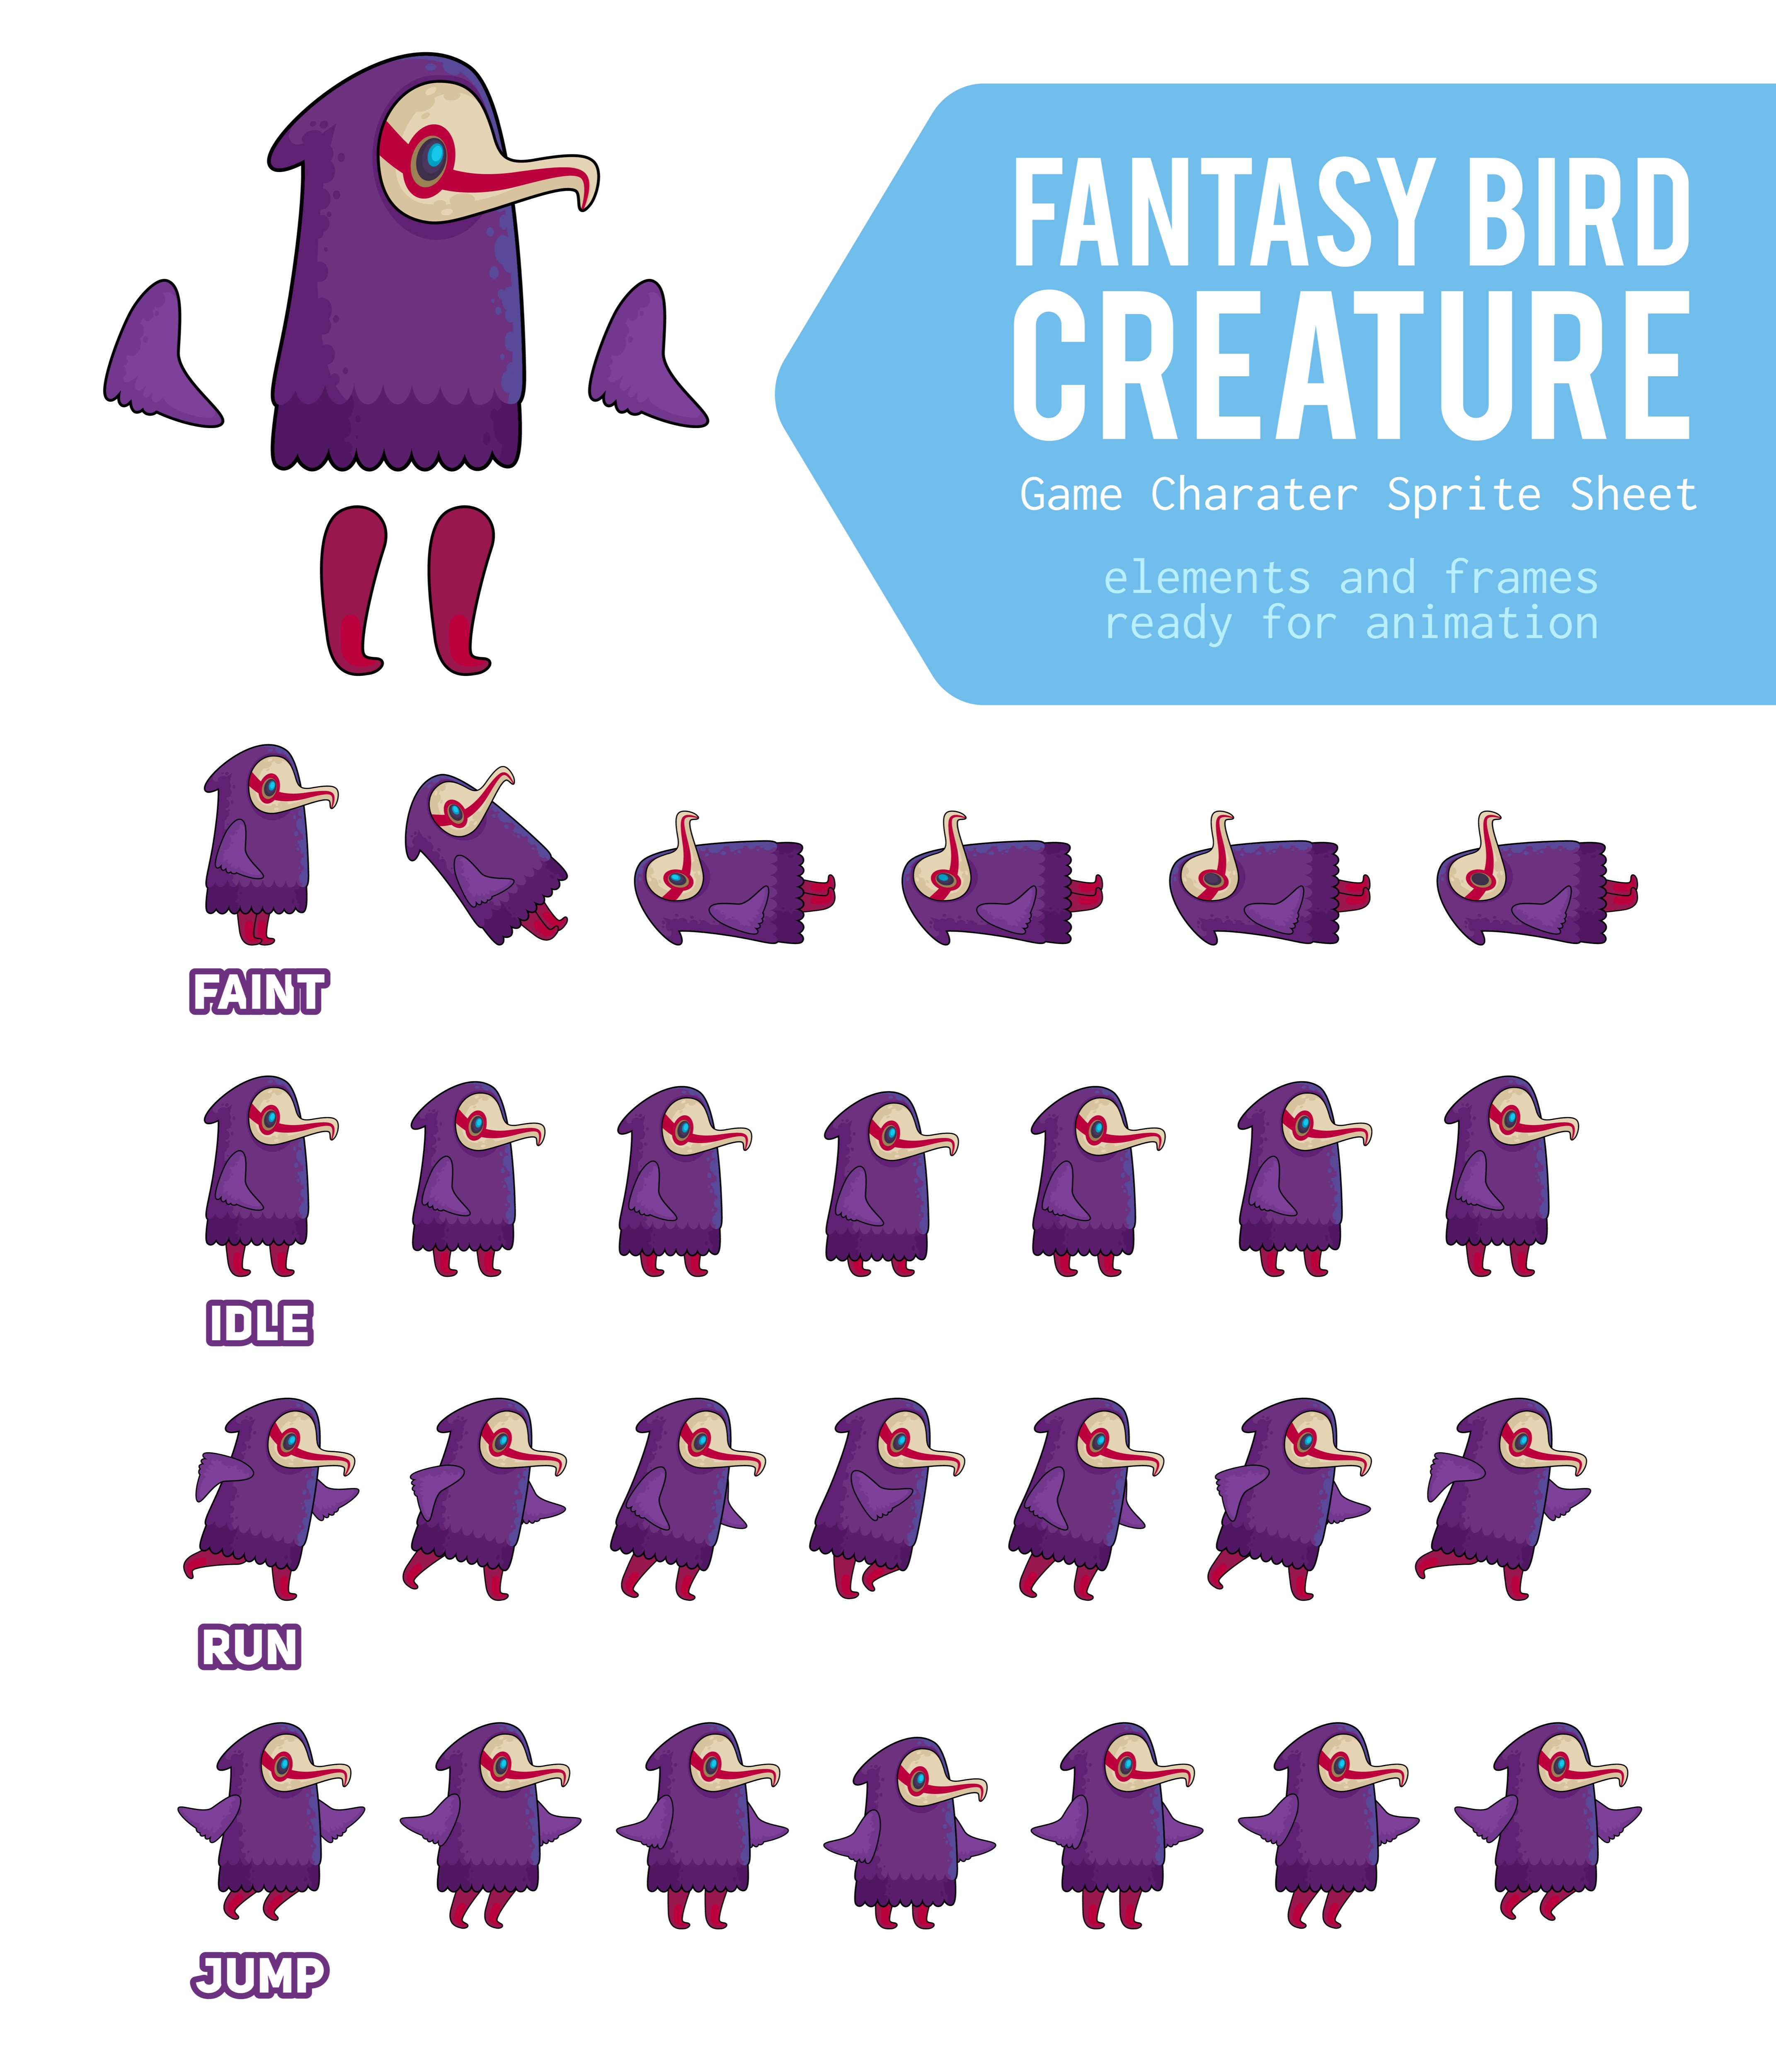 FANTASY BIRD
CREATURE
Game Charater Sprite Sheet
elements and frames
ready for animation
FAINT
IDLE
RUN
JUMP